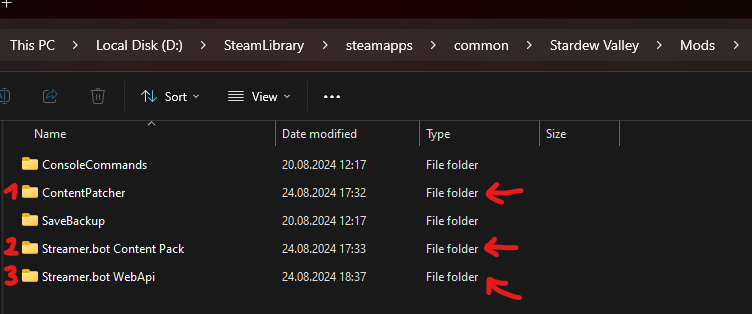 This PC > Local Disk (D:) > SteamLibrary > steamapps > common > Stardew Valley > Mods >
Sort View ...
Name Date modified Type Size
ConsoleCommands 20.08.2024 12:17 File folder
1 ContentPatcher 24.08.2024 17:32 File folder
SaveBackup 20.08.2024 12:17 File folder
2 Streamer.bot Content Pack 24.08.2024 17:33 File folder
3 Streamer.bot WebApi 24.08.2024 18:37 File folder